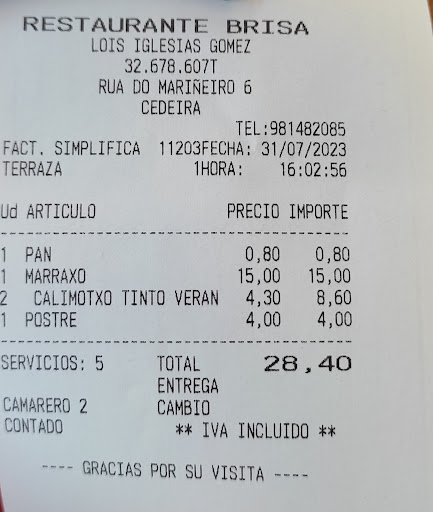 RESTAURANTE BRISA
LOIS IGLESIAS GOMEZ
32.678.607T
RUA DO MARIÑEIRO 6
CEDEIRA
TEL:981482085
FACT. SIMPLIFICA 11203FECHA: 31/07/2023
TERRAZA 1HORA: 16:02:56
Ud ARTICULO PRECIO IMPORTE
1 PAN 0,80 0,80
1 MARRAXO 15,00 15,00
2 CALIMOTXO TINTO VERAN 4,30 8,60
1 POSTRE 4,00 4,00
SERVICIOS: 5 TOTAL 28,40
ENTREGA
CAMARERO 2 CAMBIO
CONTADO ** IVA INCLUIDO **
---- GRACIAS POR SU VISITA ----